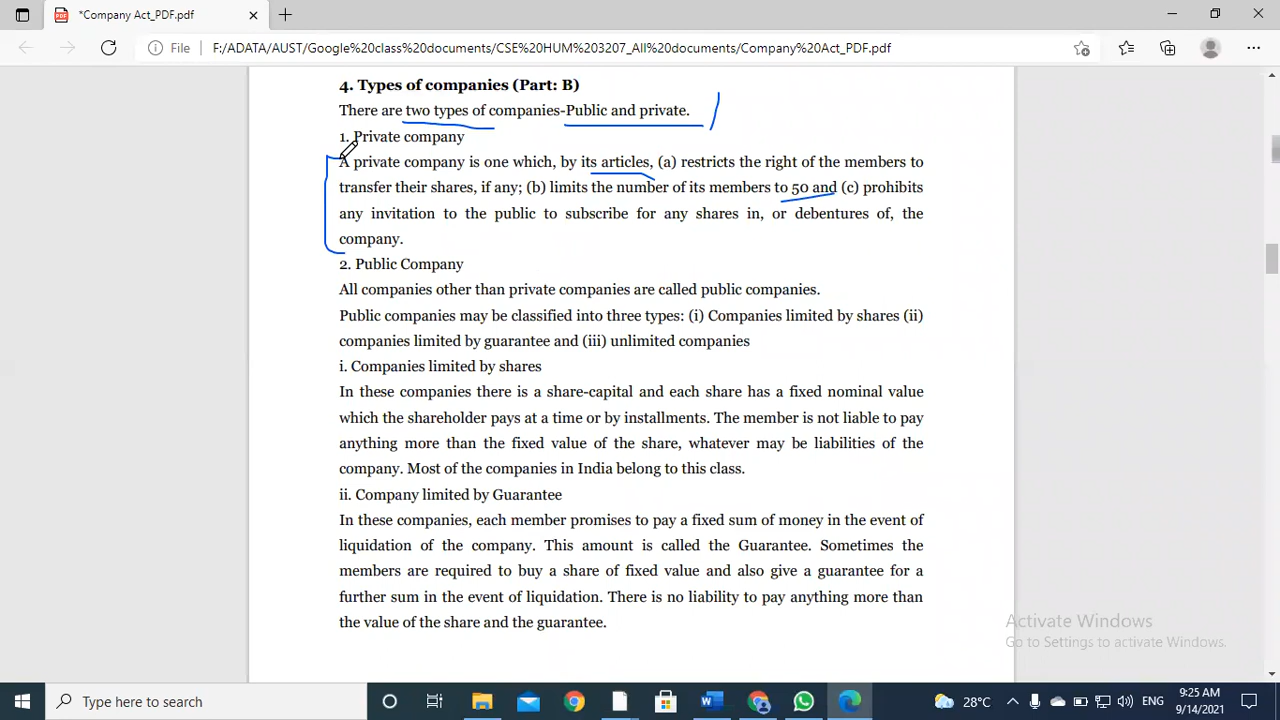 *Company Act_PDF.pdf
File F:/ADATA/AUST/Google%20class%20documents/CSE%20HUM%203207_All%20documents/Company%20Act_PDF.pdf
4. Types of companies (Part: B)
There are two types of companies-Public and private.
1. Private company
A private company is one which, by its articles, (a) restricts the right of the members to
transfer their shares, if any; (b) limits the number of its members to 50 and (c) prohibits
any invitation to the public to subscribe for any shares in, or debentures of, the
company.
2. Public Company
All companies other than private companies are called public companies.
Public companies may be classified into three types: (i) Companies limited by shares (ii)
companies limited by guarantee and (iii) unlimited companies
i. Companies limited by shares
In these companies there is a share-capital and each share has a fixed nominal value
which the shareholder pays at a time or by installments. The member is not liable to pay
anything more than the fixed value of the share, whatever may be liabilities of the
company. Most of the companies in India belong to this class.
ii. Company limited by Guarantee
In these companies, each member promises to pay a fixed sum of money in the event of
liquidation of the company. This amount is called the Guarantee. Sometimes the
members are required to buy a share of fixed value and also give a guarantee for a
further sum in the event of liquidation. There is no liability to pay anything more than
the value of the share and the guarantee.
Activate Windows
Go to Settings to activate Windows.
Type here to search
28°C
ENG
9:25 AM
9/14/2021